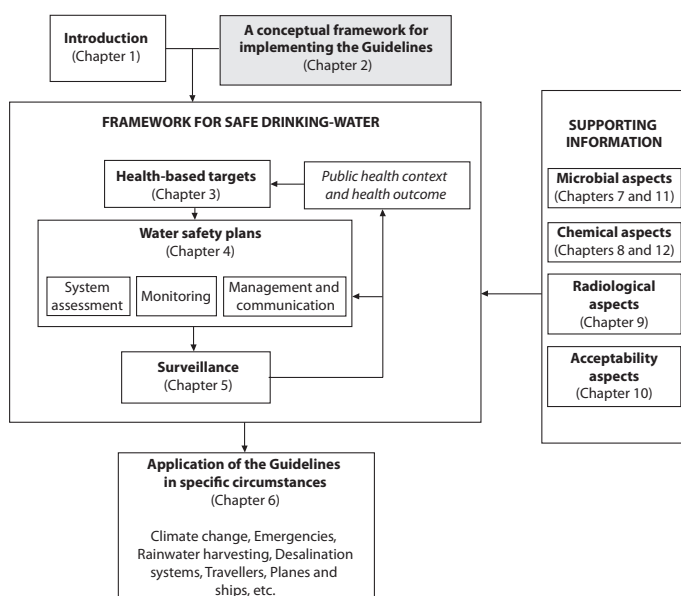 Introduction
(Chapter 1)
A conceptual framework for
implementing the Guidelines
(Chapter 2)
FRAMEWORK FOR SAFE DRINKING-WATER
Health-based targets
(Chapter 3)
Public health context
and health outcome
Water safety plans
(Chapter 4)
System
assessment
Monitoring
Management and
communication
Surveillance
(Chapter 5)
SUPPORTING
INFORMATION
Microbial aspects
(Chapters 7 and 11)
Chemical aspects
(Chapters 8 and 12)
Radiological
aspects
(Chapter 9)
Acceptability
aspects
(Chapter 10)
Application of the Guidelines
in specific circumstances
(Chapter 6)
Climate change, Emergencies,
Rainwater harvesting, Desalination
systems, Travellers, Planes and
ships, etc.